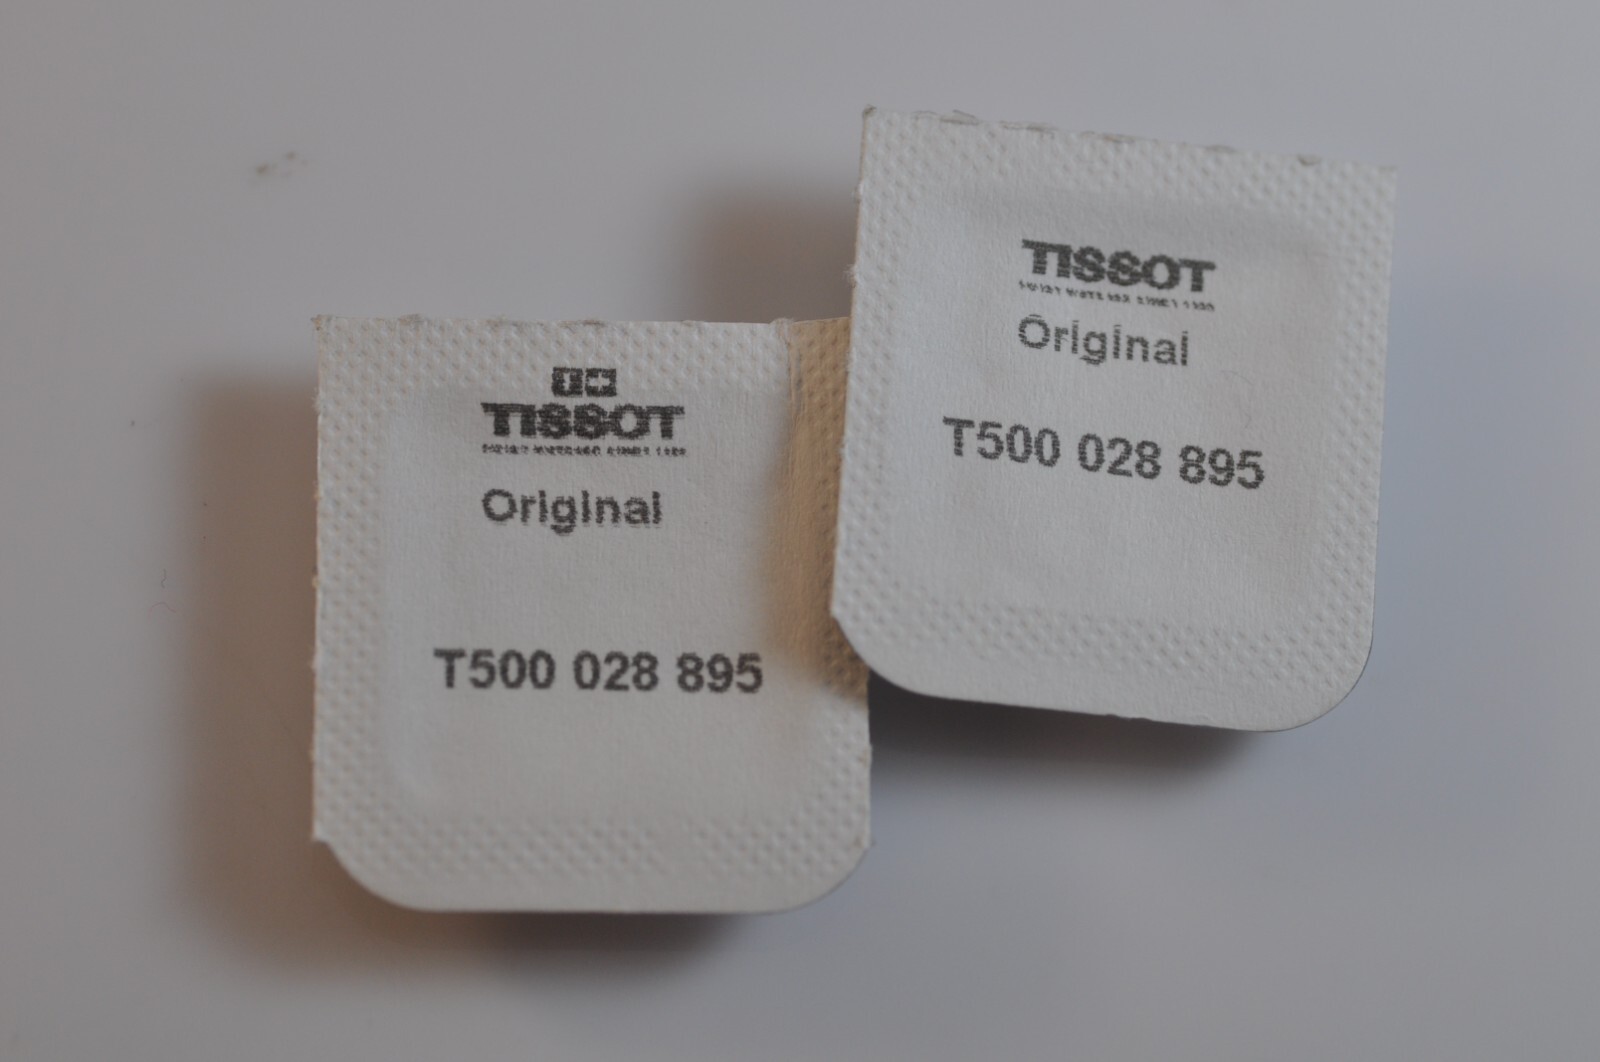 TISSOT
Original
T500 028 895
TISSOT
Original
T500 028 895